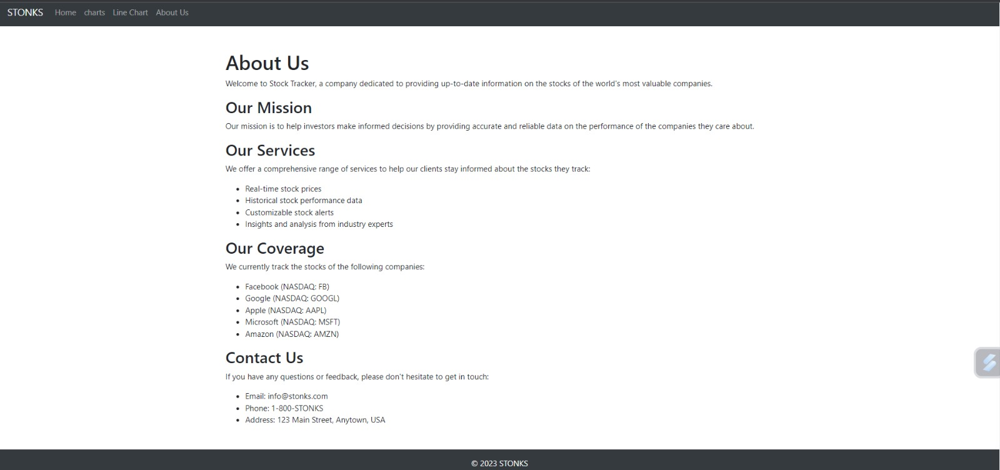 STONKS Home charts Line Chart About Us
About Us
Welcome to Stock Tracker, a company dedicated to providing up-to-date information on the stocks of the world's most valuable companies.
Our Mission
Our mission is to help investors make informed decisions by providing accurate and reliable data on the performance of the companies they care about.
Our Services
We offer a comprehensive range of services to help our clients stay informed about the stocks they track:
• Real-time stock prices
• Historical stock performance data
• Customizable stock alerts
• Insights and analysis from industry experts
Our Coverage
We currently track the stocks of the following companies:
• Facebook (NASDAQ: FB)
• Google (NASDAQ: GOOGL)
• Apple (NASDAQ: AAPL)
• Microsoft (NASDAQ: MSFT)
• Amazon (NASDAQ: AMZN)
Contact Us
If you have any questions or feedback, please don't hesitate to get in touch:
• Email: info@stonks.com
• Phone: 1-800-STONKS
• Address: 123 Main Street, Anytown, USA
© 2023 STONKS